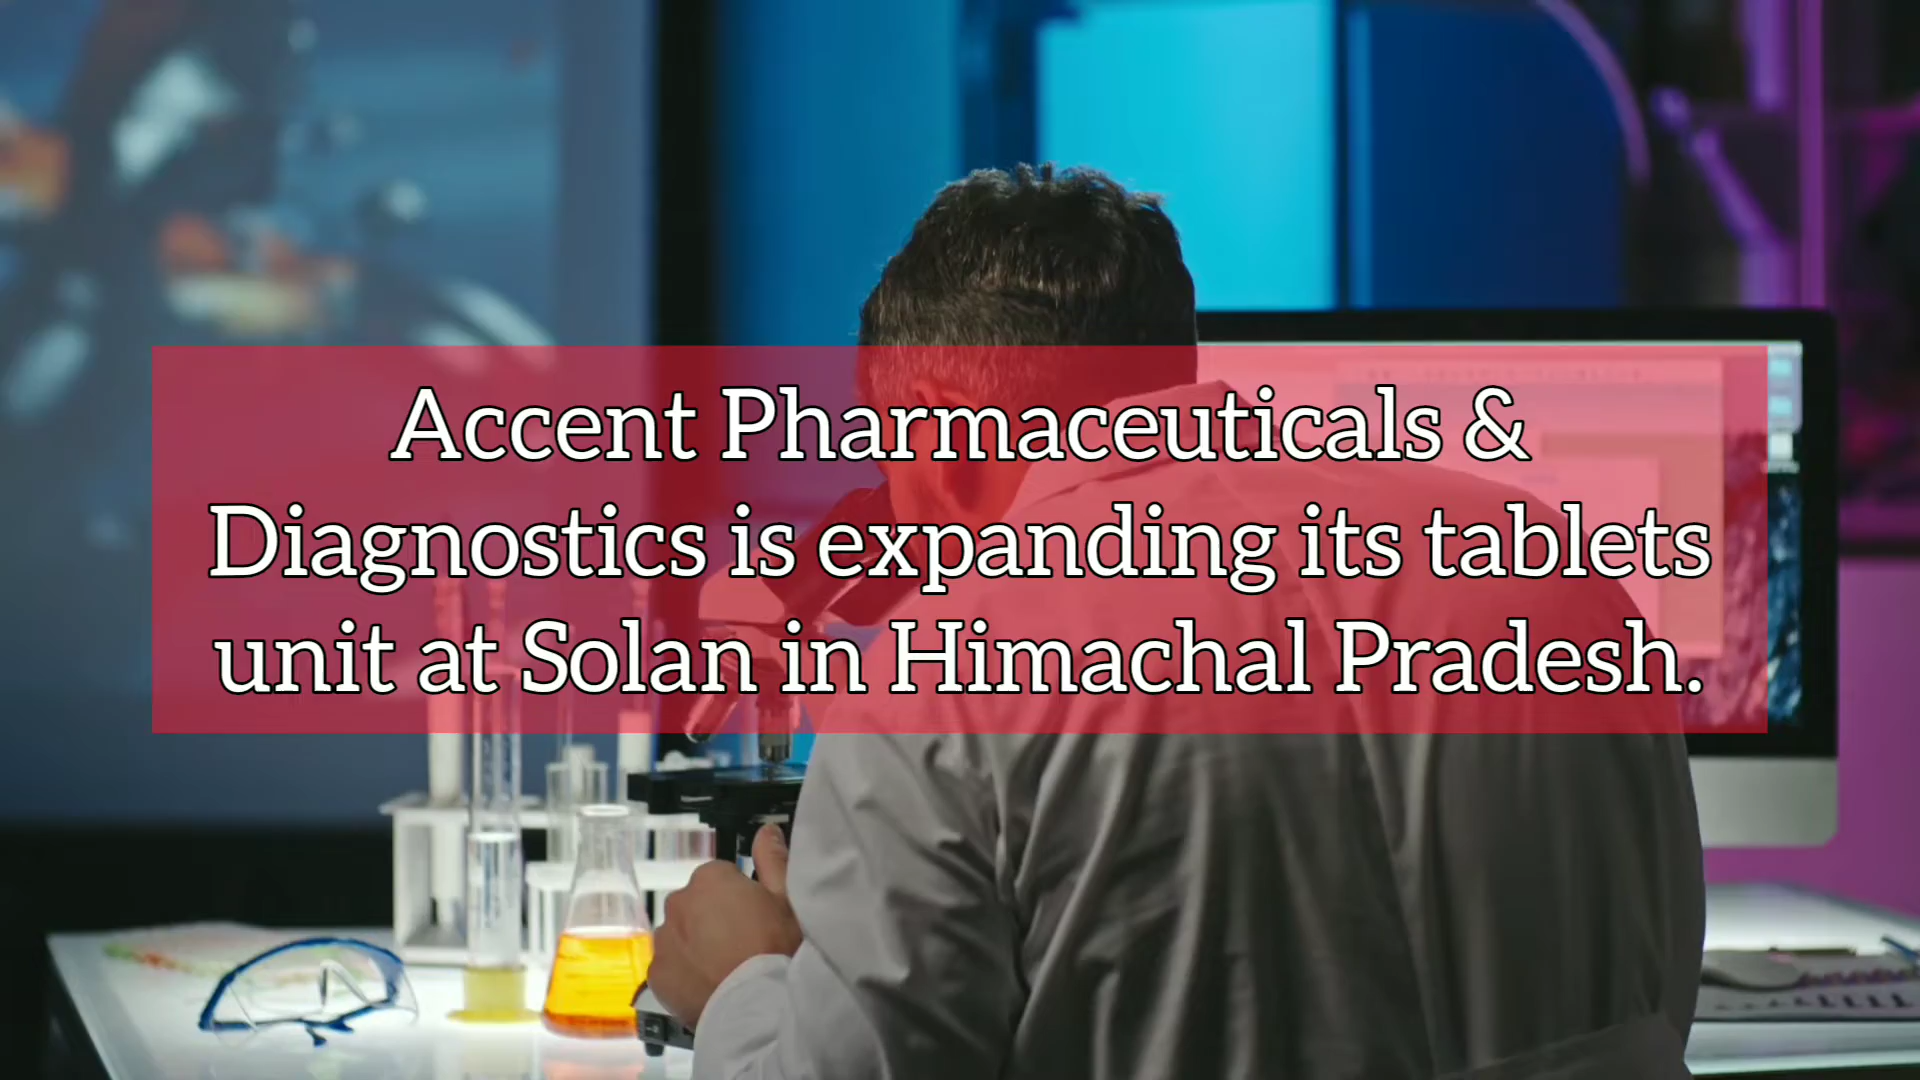 Accent Pharmaceuticals &
Diagnostics is expanding its tablets
unit at Solan in Himachal Pradesh.